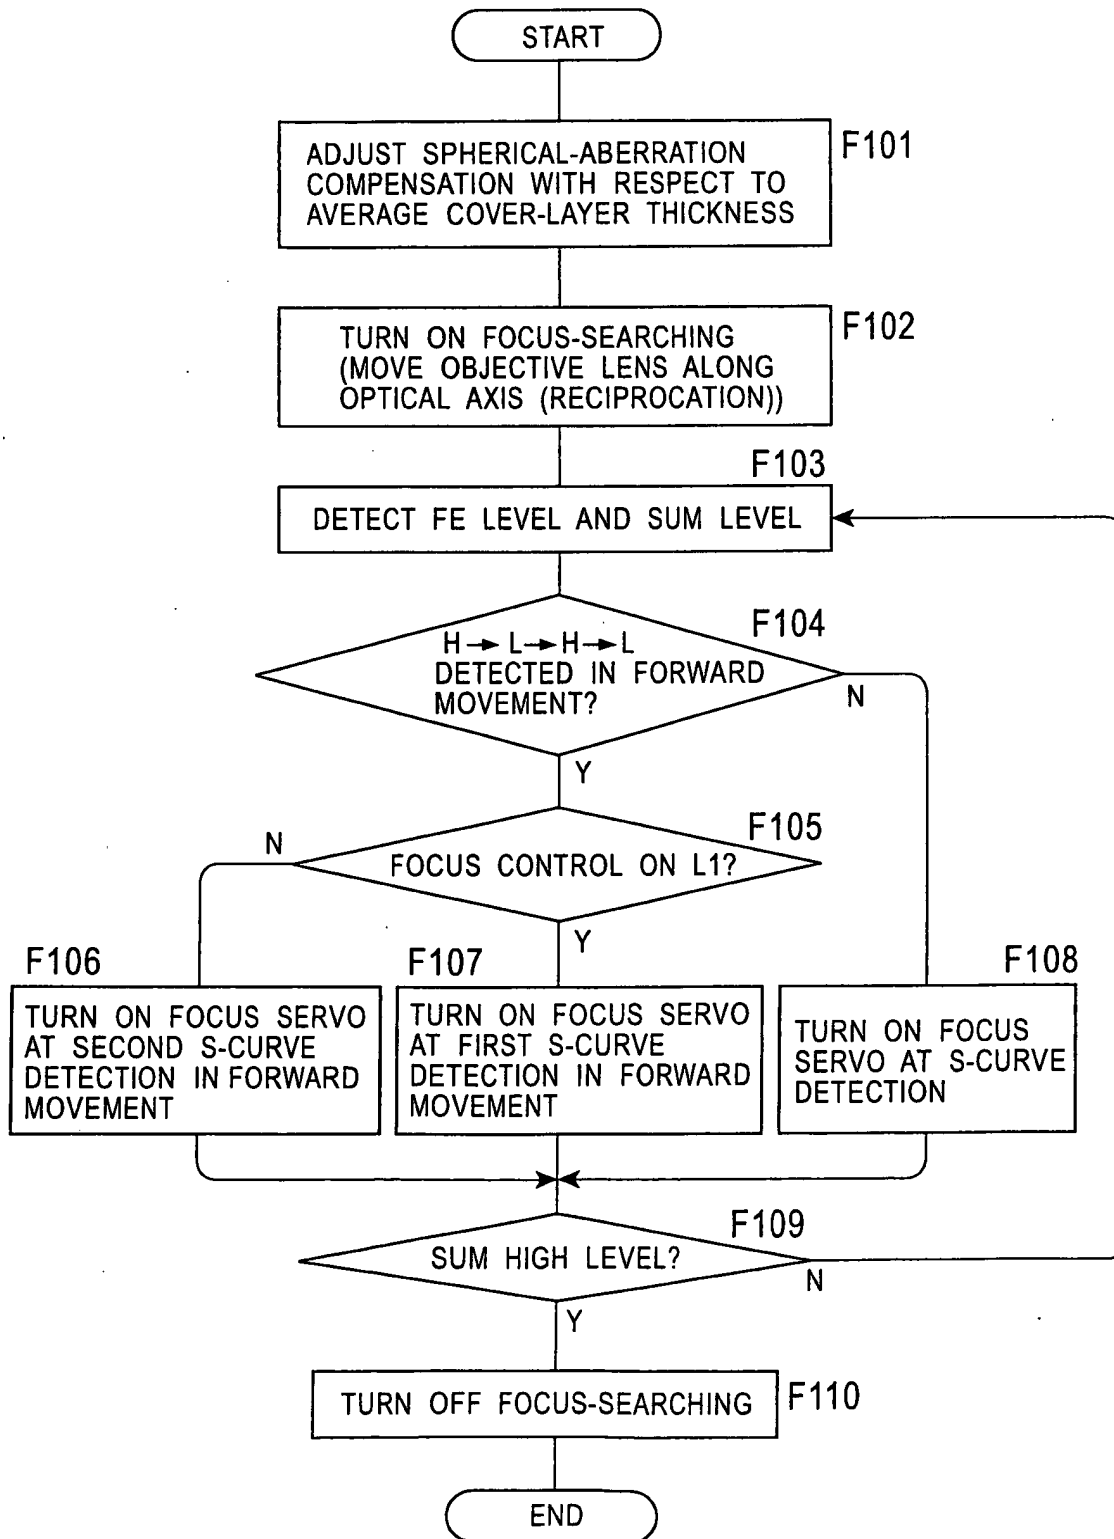 START
F101
ADJUST SPHERICAL-ABERRATION
COMPENSATION WITH RESPECT TO
AVERAGE COVER-LAYER THICKNESS
F102
TURN ON FOCUS-SEARCHING
(MOVE OBJECTIVE LENS ALONG
OPTICAL AXIS (RECIPROCATION))
F103
DETECT FE LEVEL AND SUM LEVEL
F104
H→L→H→L
DETECTED IN FORWARD
MOVEMENT?
N
Y
F105
N
FOCUS CONTROL ON L1?
Y
F106
TURN ON FOCUS SERVO
AT SECOND S-CURVE
DETECTION IN FORWARD
MOVEMENT
F107
TURN ON FOCUS SERVO
AT FIRST S-CURVE
DETECTION IN FORWARD
MOVEMENT
F108
TURN ON FOCUS
SERVO AT S-CURVE
DETECTION
F109
SUM HIGH LEVEL?
N
Y
TURN OFF FOCUS-SEARCHING
F110
END